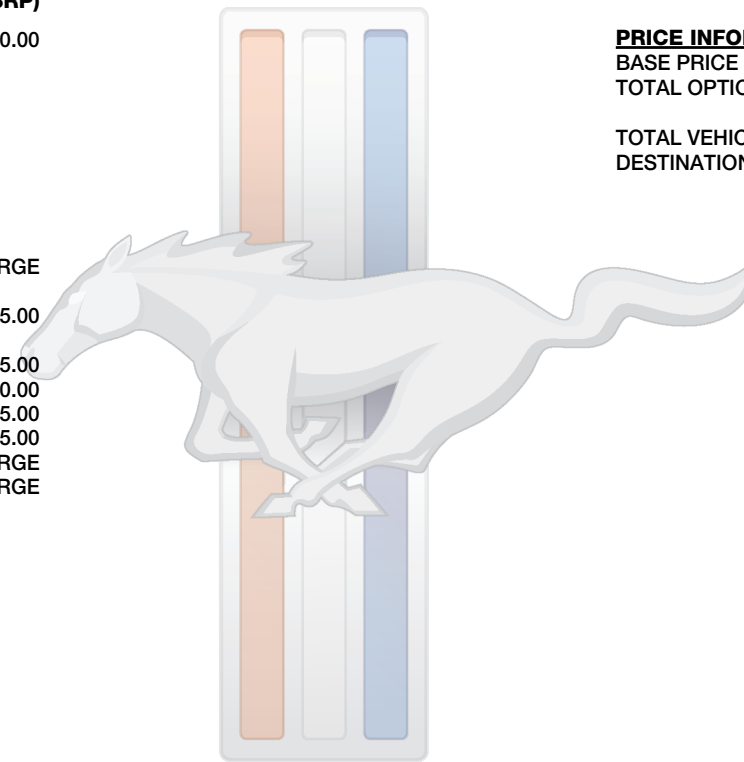 RP)
0.00
RGE
5.00
5.00
0.00
5.00
5.00
RGE
RGE
PRICE INFO
BASE PRICE
TOTAL OPTIO
TOTAL VEHIC
DESTINATION